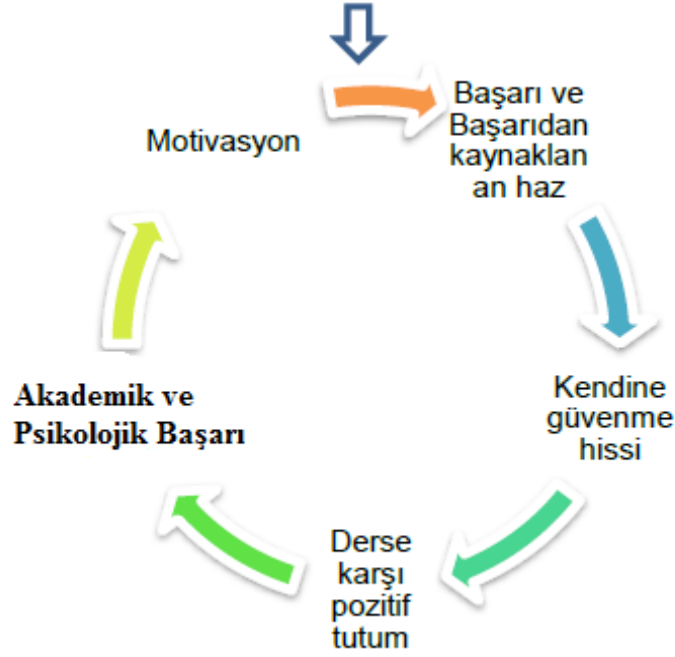 Motivasyon
Başarı ve
Başarıdan
kaynaklan
an haz
Kendine
güvenme
hissi
Derse
karşı
pozitif
tutum
Akademik ve
Psikolojik Başarı